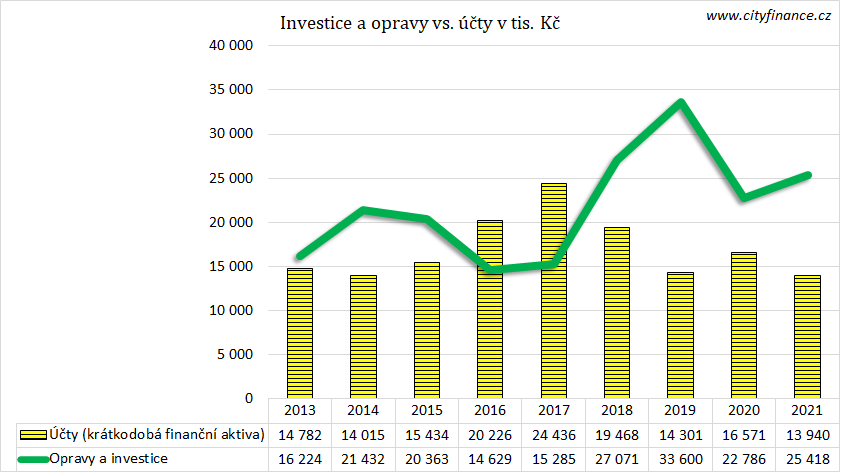 www.cityfinance.cz
Investice a opravy vs. účty v tis. Kč
40 000
35 000
30 000
25 000
20 000
15 000
10 000
5 000
0
2013 2014 2015 2016 2017 2018 2019 2020 2021
Účty (krátkodobá finanční aktiva) 14 782 14 015 15 434 20 226 24 436 19 468 14 301 16 571 13 940
Opravy a investice 16 224 21 432 20 363 14 629 15 285 27 071 33 600 22 786 25 418